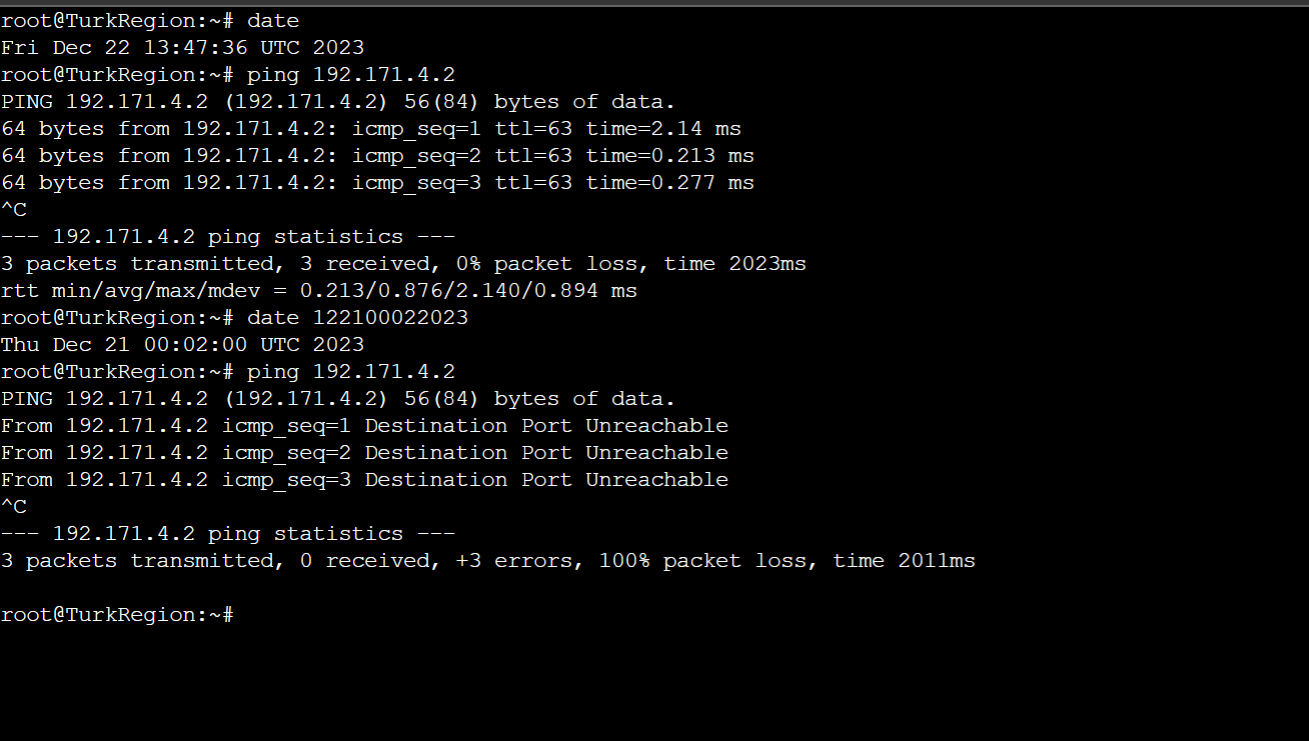 root@TurkRegion:~# date
Fri Dec 22 13:47:36 UTC 2023
root@TurkRegion:~# ping 192.171.4.2
PING 192.171.4.2 (192.171.4.2) 56(84) bytes of data.
64 bytes from 192.171.4.2: icmp_seq=1 ttl=63 time=2.14 ms
64 bytes from 192.171.4.2: icmp_seq=2 ttl=63 time=0.213 ms
64 bytes from 192.171.4.2: icmp_seq=3 ttl=63 time=0.277 ms
^C
--- 192.171.4.2 ping statistics ---
3 packets transmitted, 3 received, 0% packet loss, time 2023ms
rtt min/avg/max/mdev = 0.213/0.876/2.140/0.894 ms
root@TurkRegion:~# date 122100022023
Thu Dec 21 00:02:00 UTC 2023
root@TurkRegion:~# ping 192.171.4.2
PING 192.171.4.2 (192.171.4.2) 56(84) bytes of data.
From 192.171.4.2 icmp_seq=1 Destination Port Unreachable
From 192.171.4.2 icmp_seq=2 Destination Port Unreachable
From 192.171.4.2 icmp_seq=3 Destination Port Unreachable
^C
--- 192.171.4.2 ping statistics ---
3 packets transmitted, 0 received, +3 errors, 100% packet loss, time 2011ms
root@TurkRegion:~#